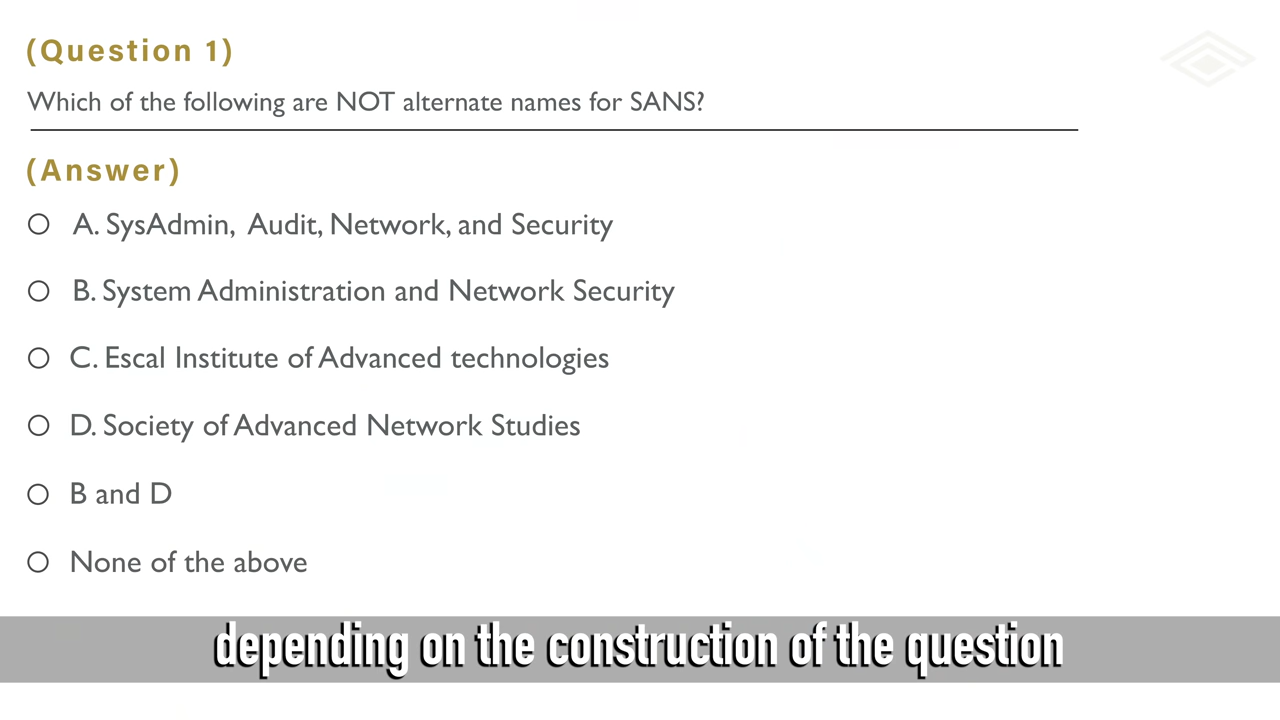 (Question 1)
Which of the following are NOT alternate names for SANS?
(Answer)
A. SysAdmin, Audit, Network, and Security
B. System Administration and Network Security
C. Escal Institute of Advanced technologies
D. Society of Advanced Network Studies
B and D
None of the above
depending on the construction of the question